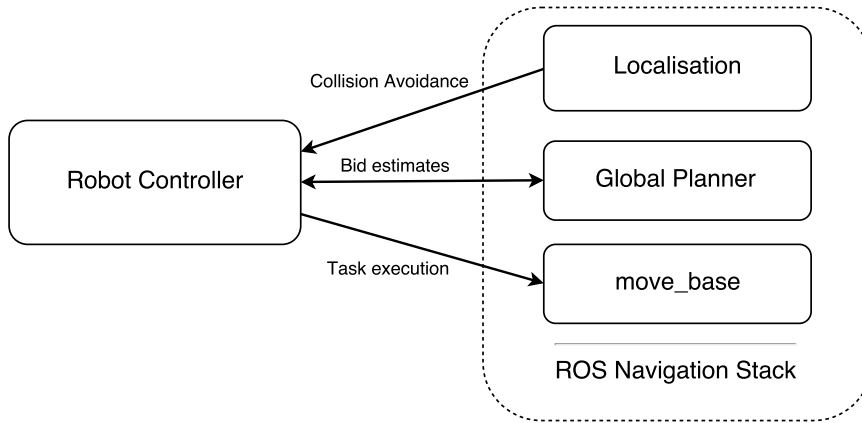 Localisation
Collision Avoidance
Robot Controller
Bid estimates
Global Planner
Task execution
move_base
ROS Navigation Stack